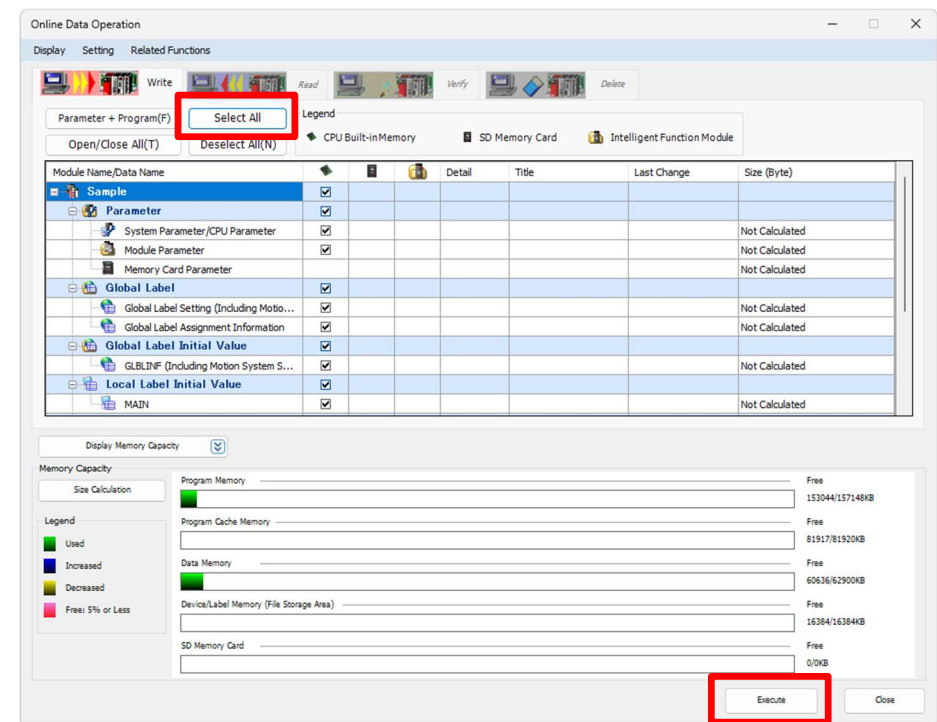 Online Data Operation
Display Setting Related Functions
Write Read Verify Delete
Parameter + Program(F) Select All Legend
Open/Close All(T) Deselect All(N) CPU Built-in Memory SD Memory Card Intelligent Function Module
Module Name/Data Name Detail Title Last Change Size (Byte)
Sample
Parameter
System Parameter/CPU Parameter Not Calculated
Module Parameter Not Calculated
Memory Card Parameter Not Calculated
Global Label
Global Label Setting (Including Motio... Not Calculated
Global Label Assignment Information Not Calculated
Global Label Initial Value
GLBLINF (Including Motion System S... Not Calculated
Local Label Initial Value
MAIN Not Calculated
Display Memory Capacity
Memory Capacity
Size Calculation
Legend
Used
Increased
Decreased
Free: 5% or Less
Program Memory Free
153044/157148KB
Program Cache Memory Free
81917/81920KB
Data Memory Free
60636/62900KB
Device/Label Memory (File Storage Area) Free
16384/16384KB
SD Memory Card Free
0/0KB
Execute Close